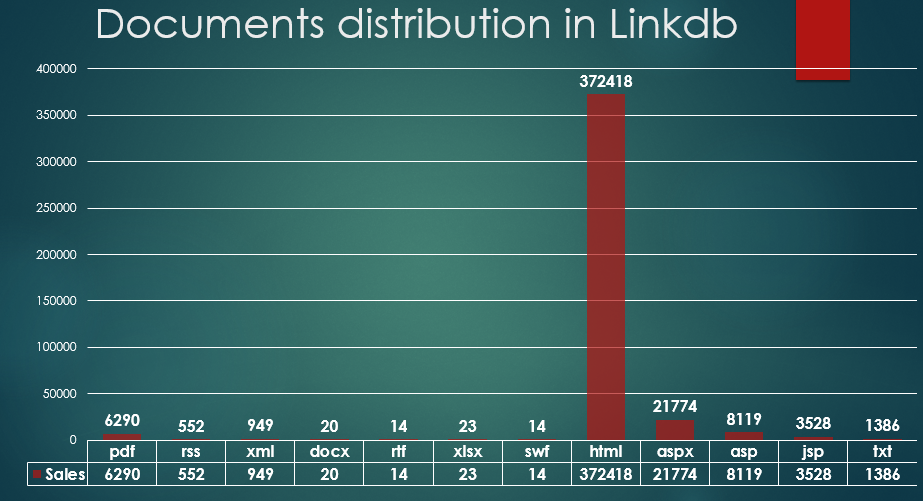 Documents distribution in Linkdb
400000
372418
350000
300000
250000
200000
150000
100000
50000
6290 552 949 20 14 23 14 21774 8119 3528 1386
0
pdf rss xml docx rtf xlsx swf html aspx asp jsp txt
Sales 6290 552 949 20 14 23 14 372418 21774 8119 3528 1386